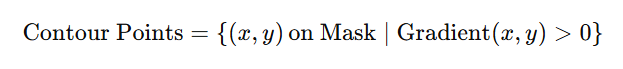 Contour Points = {(x, y) on Mask | Gradient(x, y) > 0}